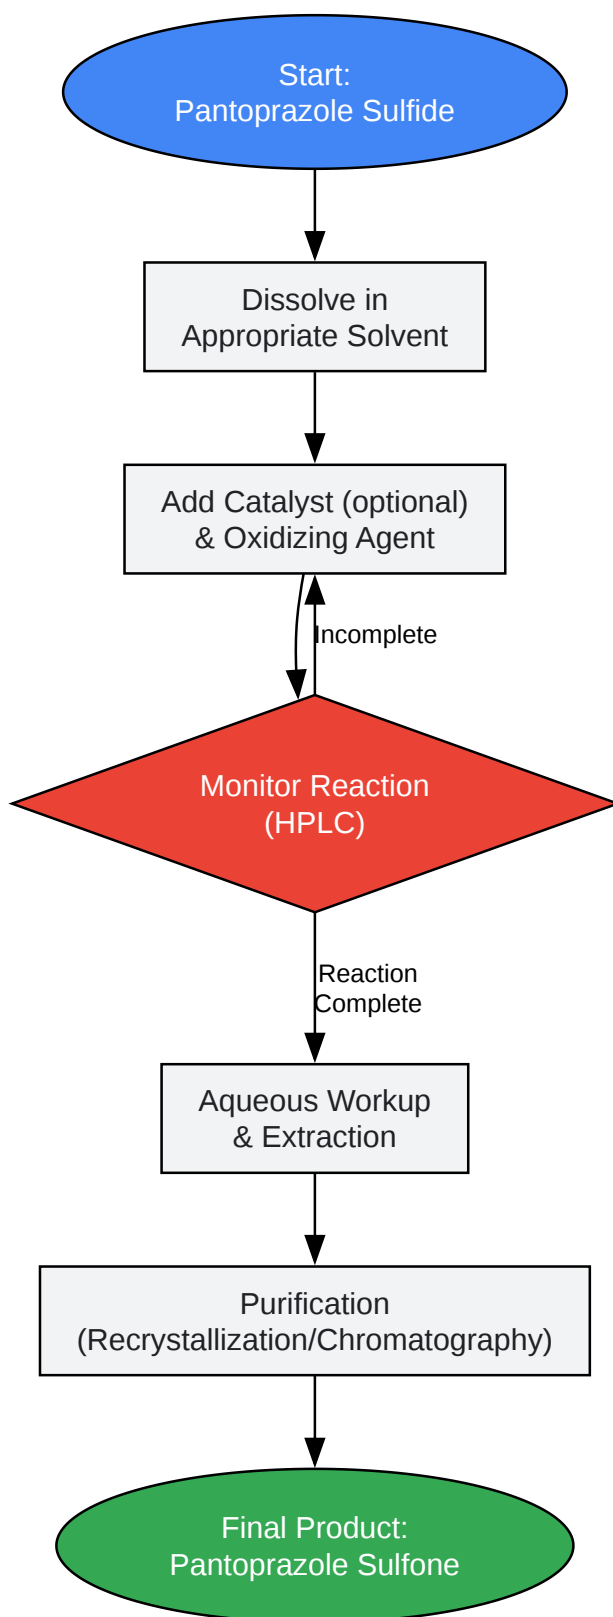 Start:
Pantoprazole Sulfide
Dissolve in
Appropriate Solvent
Add Catalyst (optional)
& Oxidizing Agent
Incomplete
Monitor Reaction
(HPLC)
Reaction
Complete
Aqueous Workup
& Extraction
Purification
(Recrystallization/Chromatography)
Final Product:
Pantoprazole Sulfone